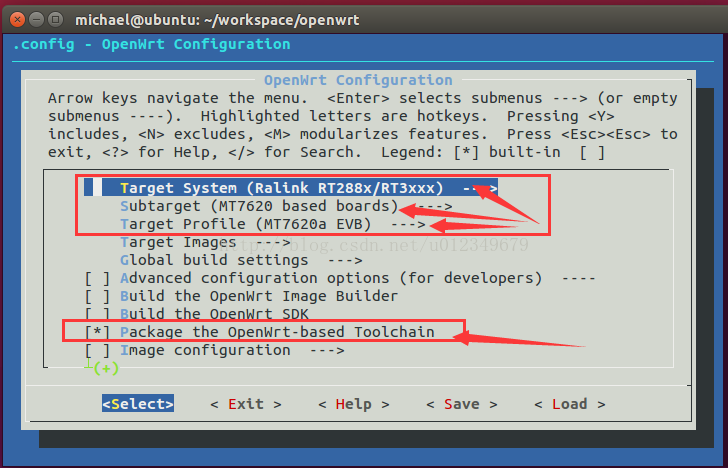 michael@ubuntu: ~/workspace/openwrt
.config - OpenWrt Configuration
OpenWrt Configuration
Arrow keys navigate the menu.  <Enter> selects submenus ---> (or empty
submenus ----).  Highlighted letters are hotkeys.  Pressing <Y>
includes, <N> excludes, <M> modularizes features.  Press <Esc><Esc> to
exit, <?> for Help, </> for Search.  Legend: [*] built-in  [ ]
Target System (Ralink RT288x/RT3xxx)  --->
Subtarget (MT7620 based boards)  --->
Target Profile (MT7620a EVB)  --->
Target Images  --->
http://blog.csdn.net/u012349679
Global build settings  --->
[ ] Advanced configuration options (for developers)  ----
[ ] Build the OpenWrt Image Builder
[ ] Build the OpenWrt SDK
[*] Package the OpenWrt-based Toolchain
[ ] Image configuration  --->
(+)
<Select>    < Exit >    < Help >    < Save >    < Load >